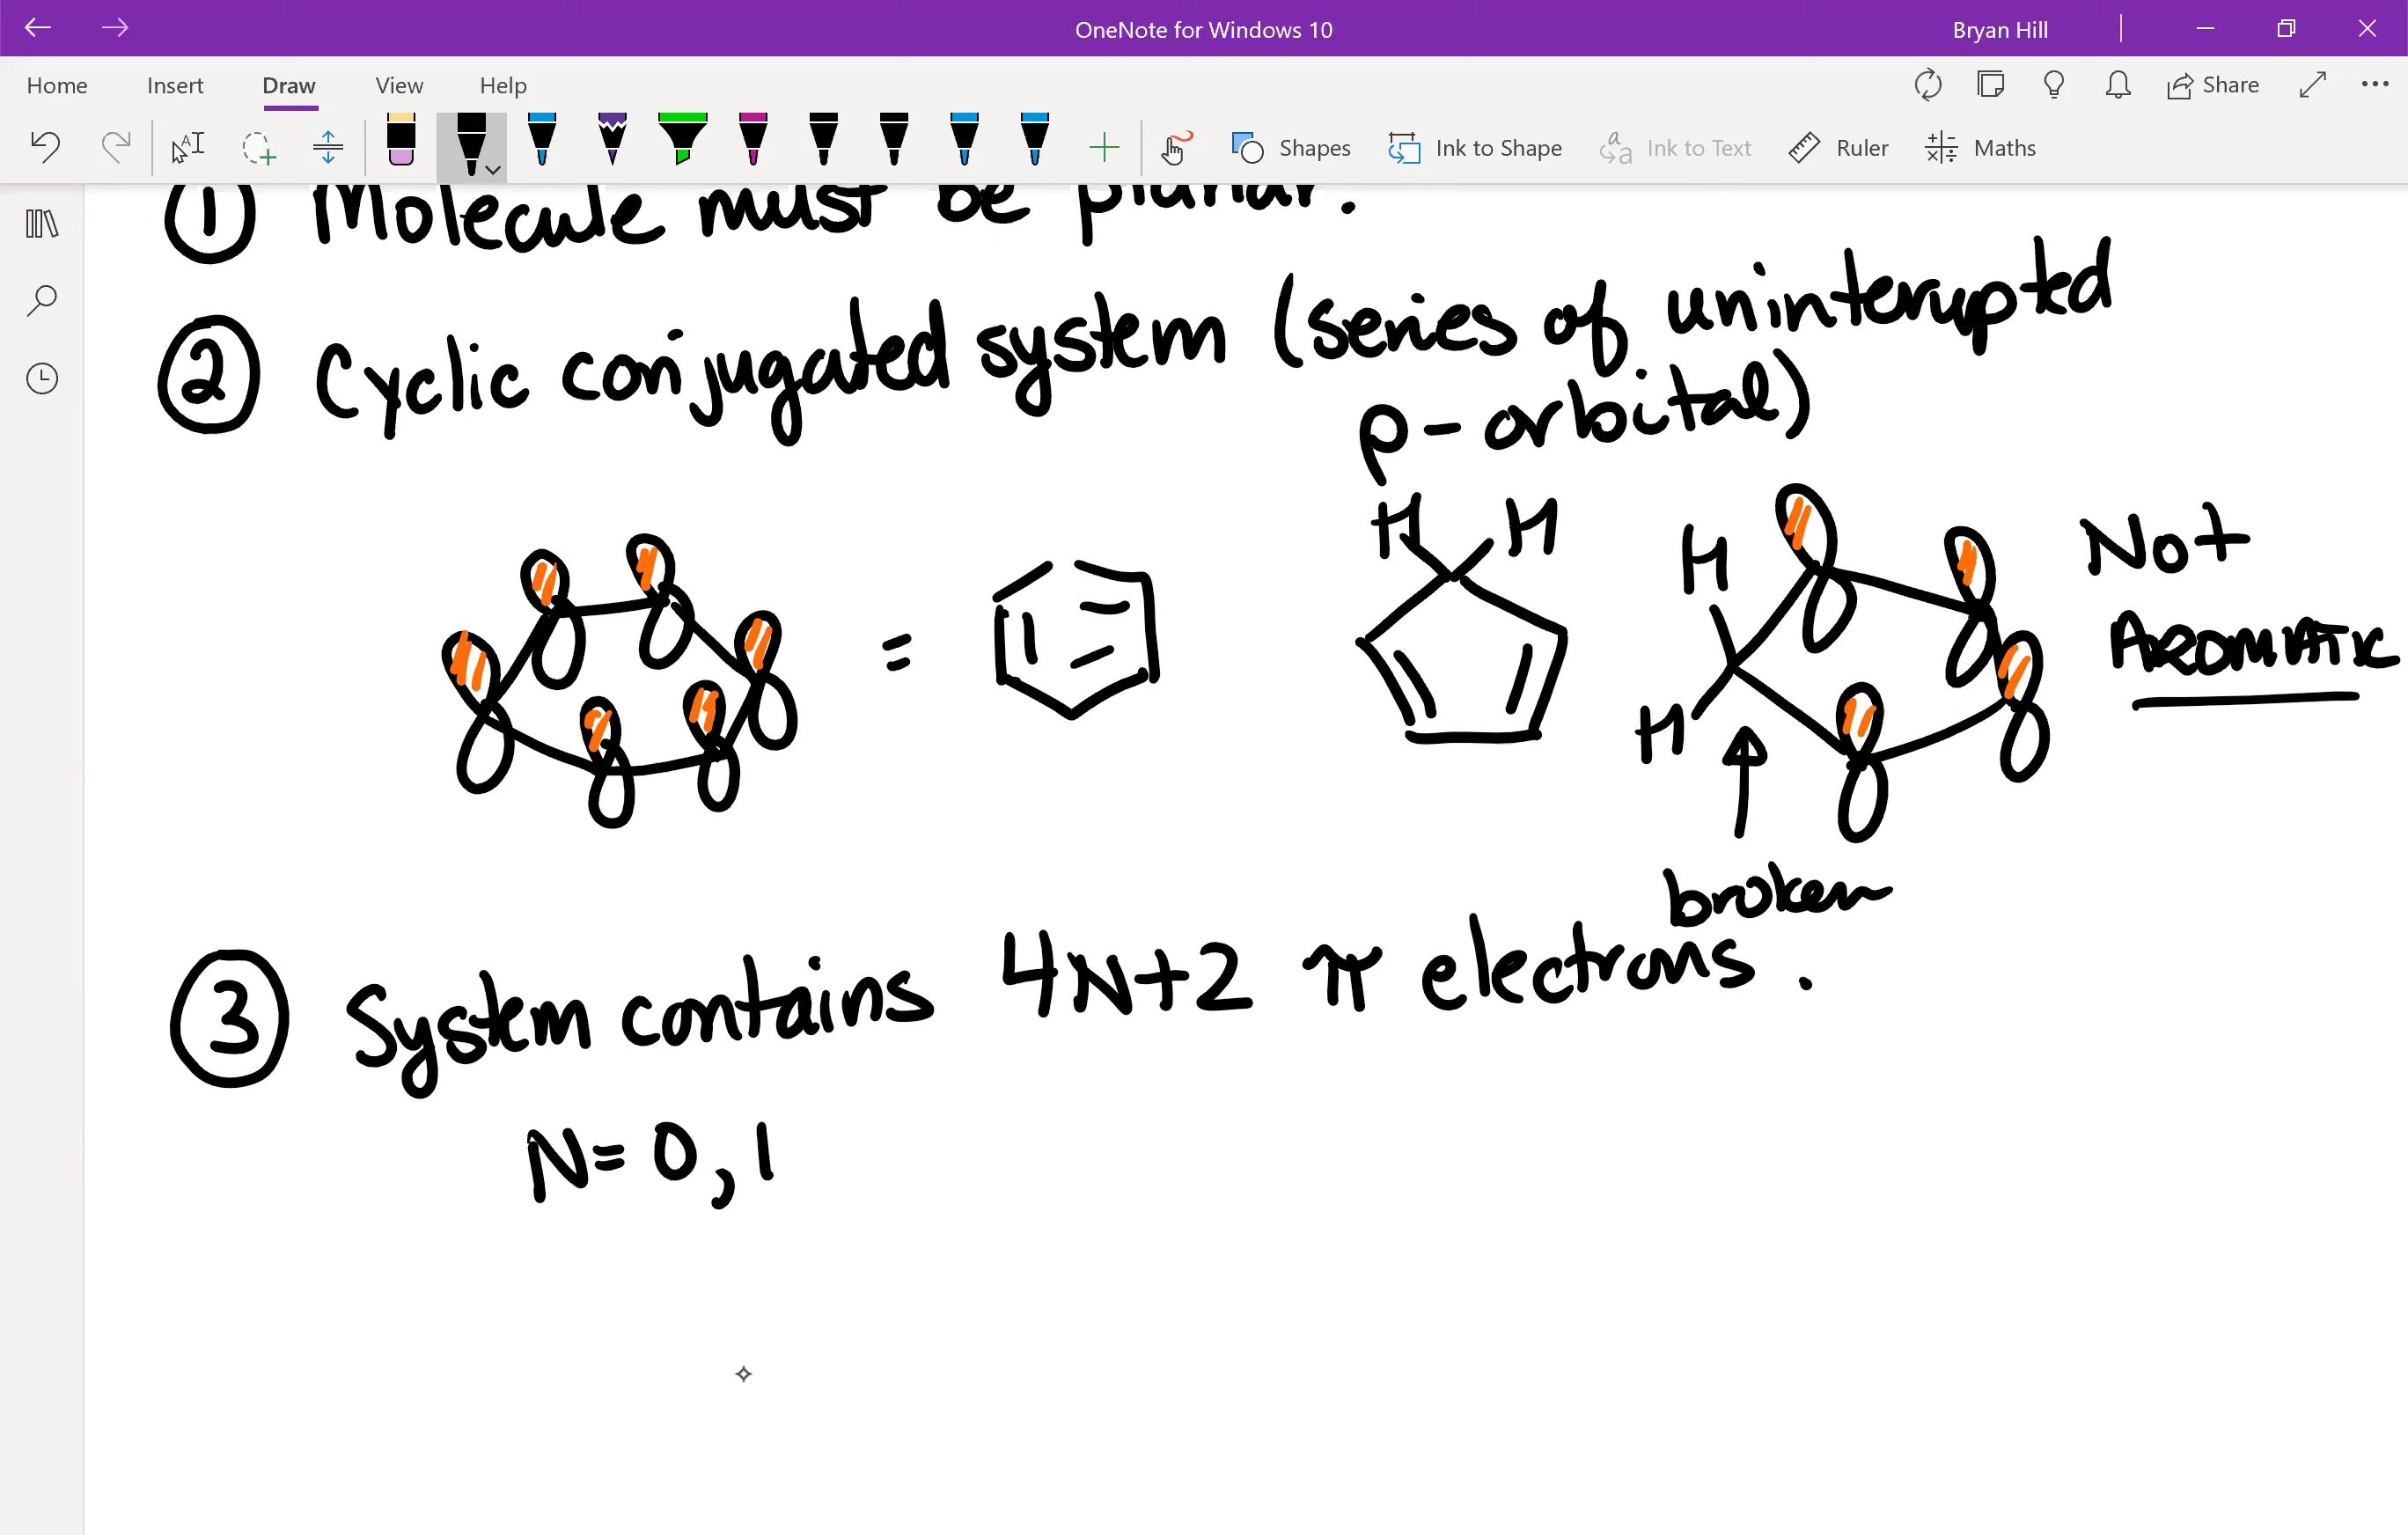 OneNote for Windows 10 Bryan Hill
Home Insert Draw View Help Share
Shapes Ink to Shape Ink to Text Ruler Maths
① Molecule must be planar.
② Cyclic conjugated system (series of uninterupted
p-orbital)
= H H H H Not
Aromatic
broken
③ System contains 4N+2 π electrons.
N= 0, 1